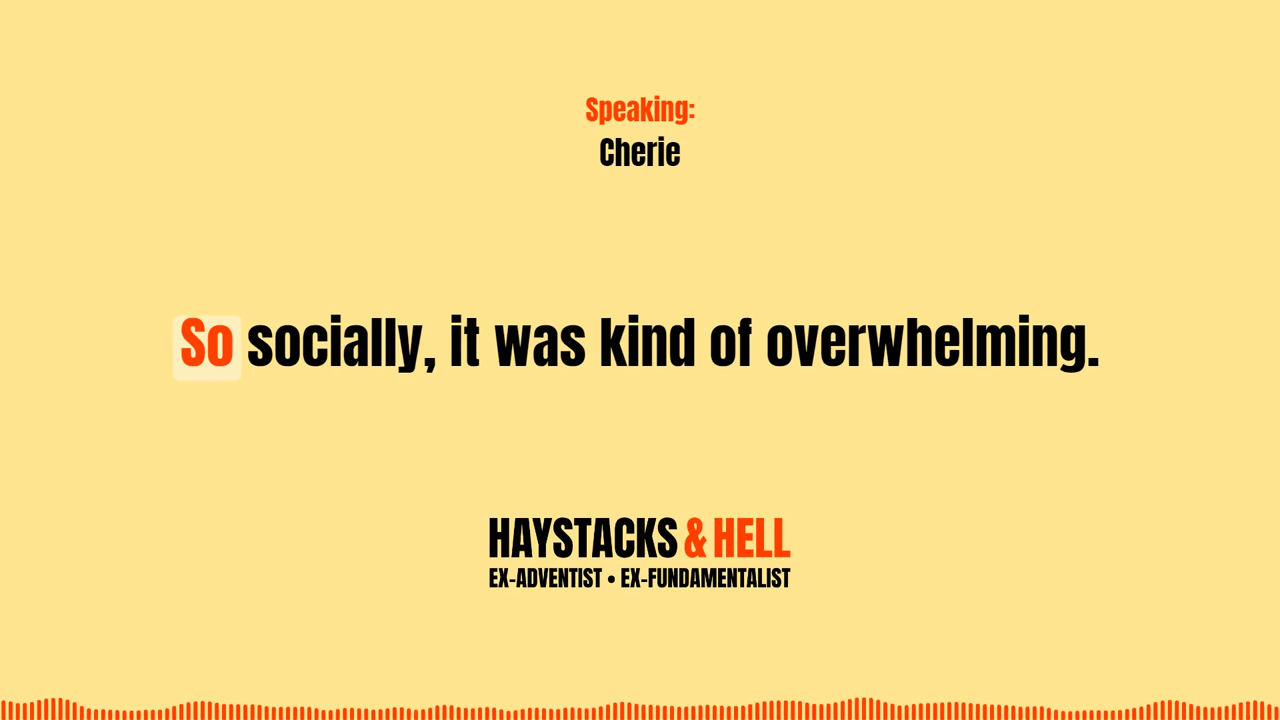 Speaking:
Cherie
So socially, it was kind of overwhelming.
HAYSTACKS & HELL
EX-ADVENTIST • EX-FUNDAMENTALIST